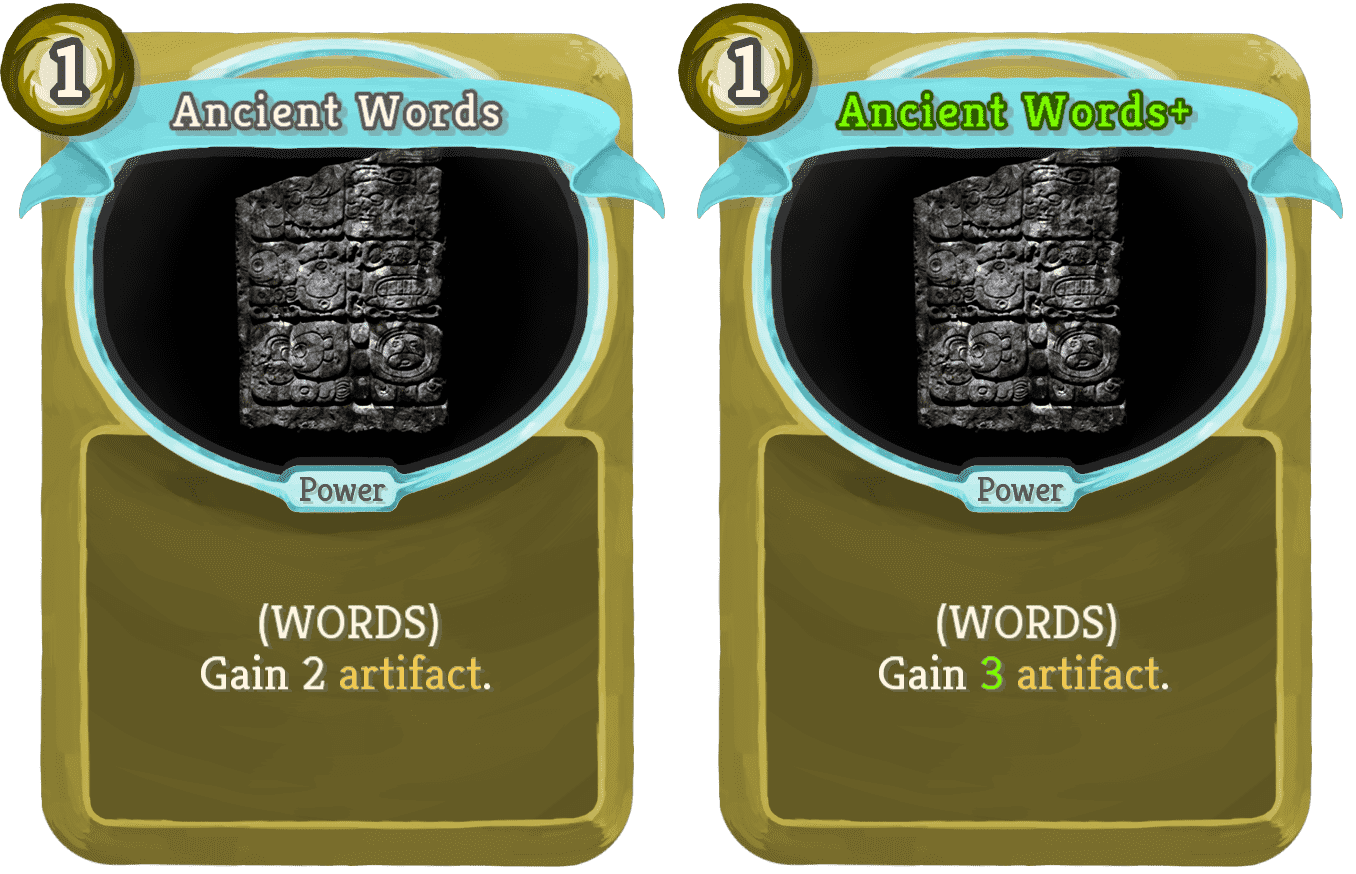 1
Ancient Words
Power
(WORDS)
Gain 2 artifact.
1
Ancient Words+
Power
(WORDS)
Gain 3 artifact.